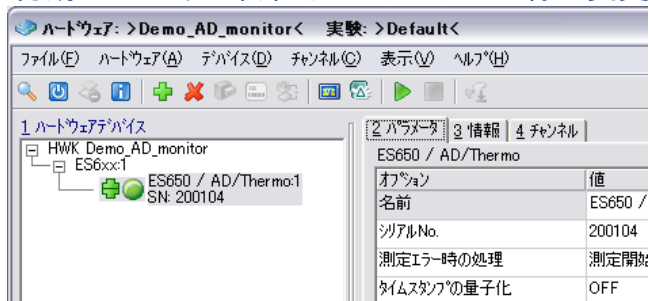 ハードウェア: >Demo_AD_monitor< 実験: >Default<
ファイル(F) ハードウェア(A) デバイス(D) チャンネル(C) 表示(V) ヘルプ(H)
1 ハードウェアデバイス
HWK Demo_AD_monitor
ES6xx:1
ES650 / AD/Thermo:1
SN: 200104
2 パラメータ 3 情報 4 チャンネル
ES650 / AD/Thermo
オプション 値
名前 ES650 /
シリアルNo. 200104
測定エラー時の処理 測定開始
タイムスタンプの量子化 OFF